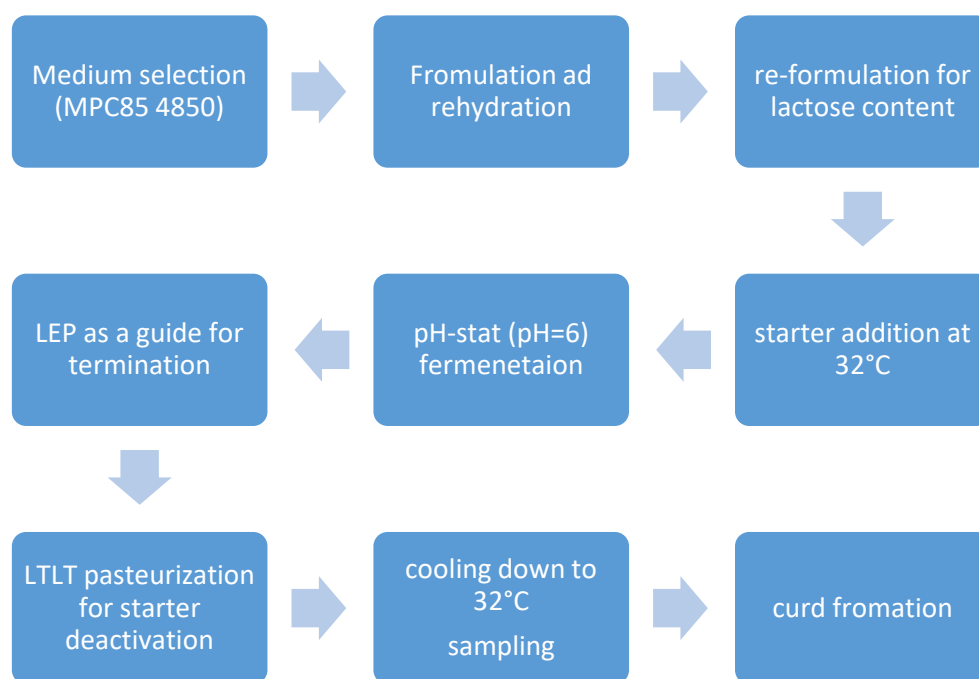 Medium selection
(MPC85 4850)
Fromulation ad
rehydration
re-formulation for
lactose content
starter addition at
32°C
pH-stat (pH=6)
fermenetaion
LEP as a guide for
termination
LTLT pasteurization
for starter
deactivation
cooling down to
32°C
sampling
curd fromation